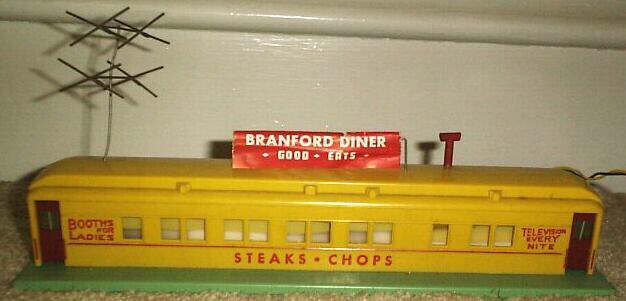 BRANFORD DINER
GOOD • EATS
BOOTHS
FOR
LADIES
TELEVISION
EVERY
NITE
STEAKS • CHOPS